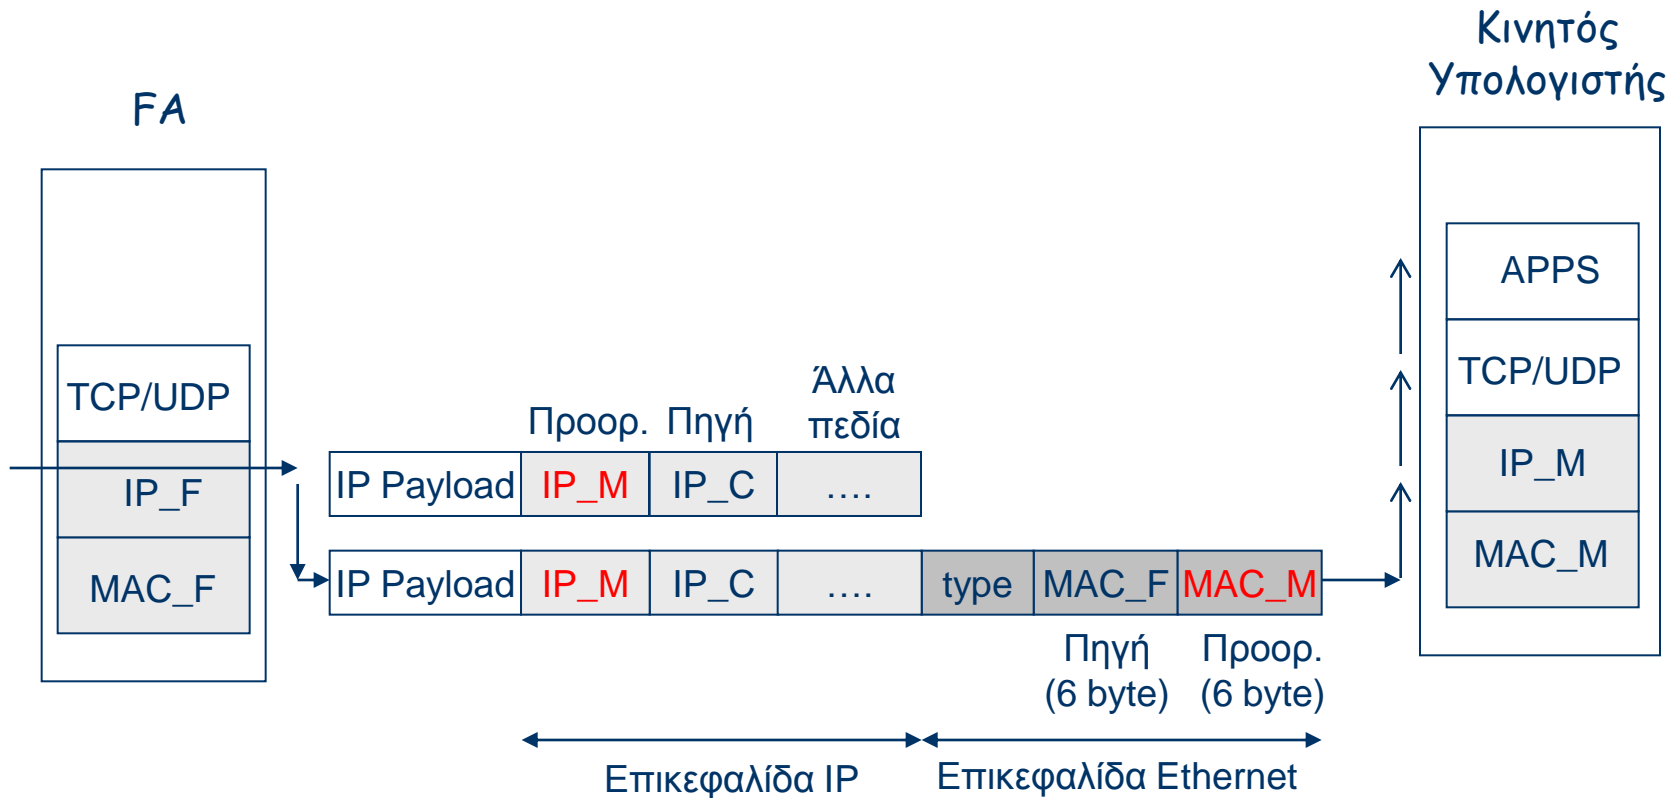 Κινητός
Υπολογιστής
FA
APPS
TCP/UDP
IP_M
MAC_M
TCP/UDP
IP_F
MAC_F
Άλλα
πεδία
Προορ. Πηγή
IP Payload IP_M IP_C ....
IP Payload IP_M IP_C .... type MAC_F MAC_M
Πηγή Προορ.
(6 byte) (6 byte)
Επικεφαλίδα IP Επικεφαλίδα Ethernet